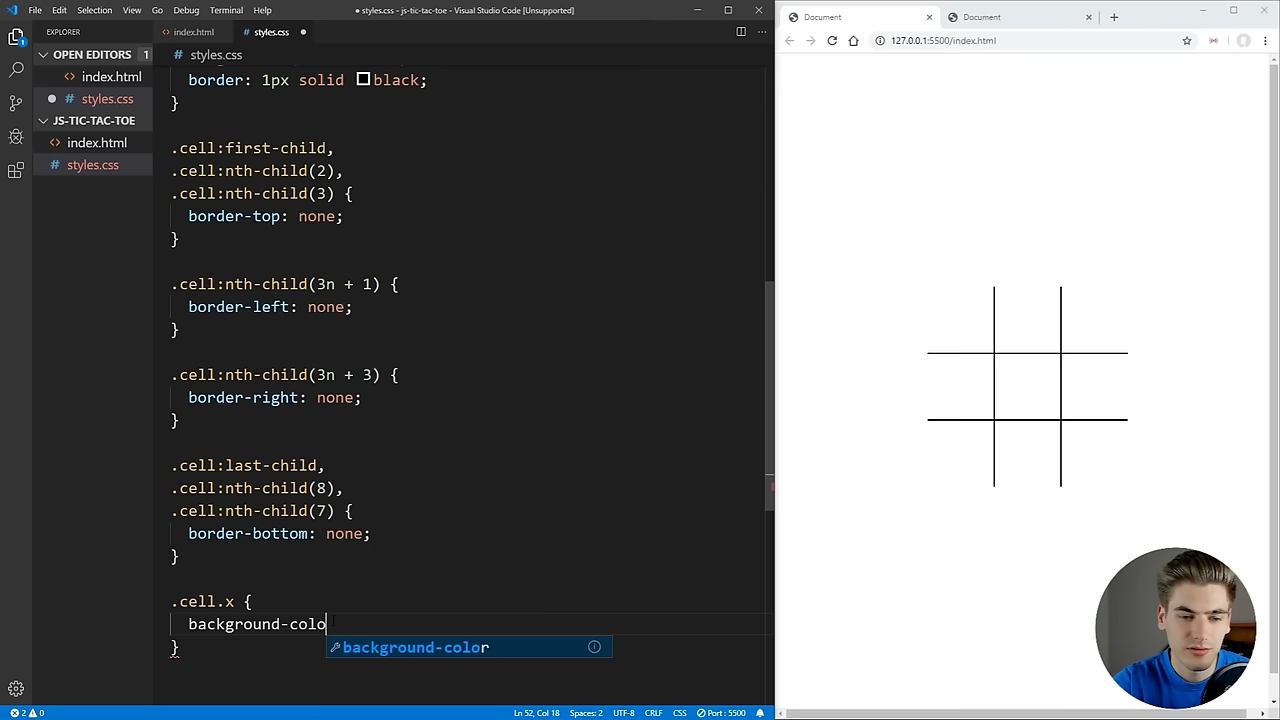 File Edit Selection View Go Debug Terminal Help
● styles.css - js-tic-tac-toe - Visual Studio Code [Unsupported]
EXPLORER
OPEN EDITORS 1
index.html
styles.css
JS-TIC-TAC-TOE
index.html
styles.css
index.html styles.css ●
styles.css
border: 1px solid black;
}
.cell:first-child,
.cell:nth-child(2),
.cell:nth-child(3) {
border-top: none;
}
.cell:nth-child(3n + 1) {
border-left: none;
}
.cell:nth-child(3n + 3) {
border-right: none;
}
.cell:last-child,
.cell:nth-child(8),
.cell:nth-child(7) {
border-bottom: none;
}
.cell.x {
background-colo
background-color
}
1
2 0
Ln 52, Col 18 Spaces: 2 UTF-8 CRLF CSS Port : 5500
Document Document
127.0.0.1:5500/index.html